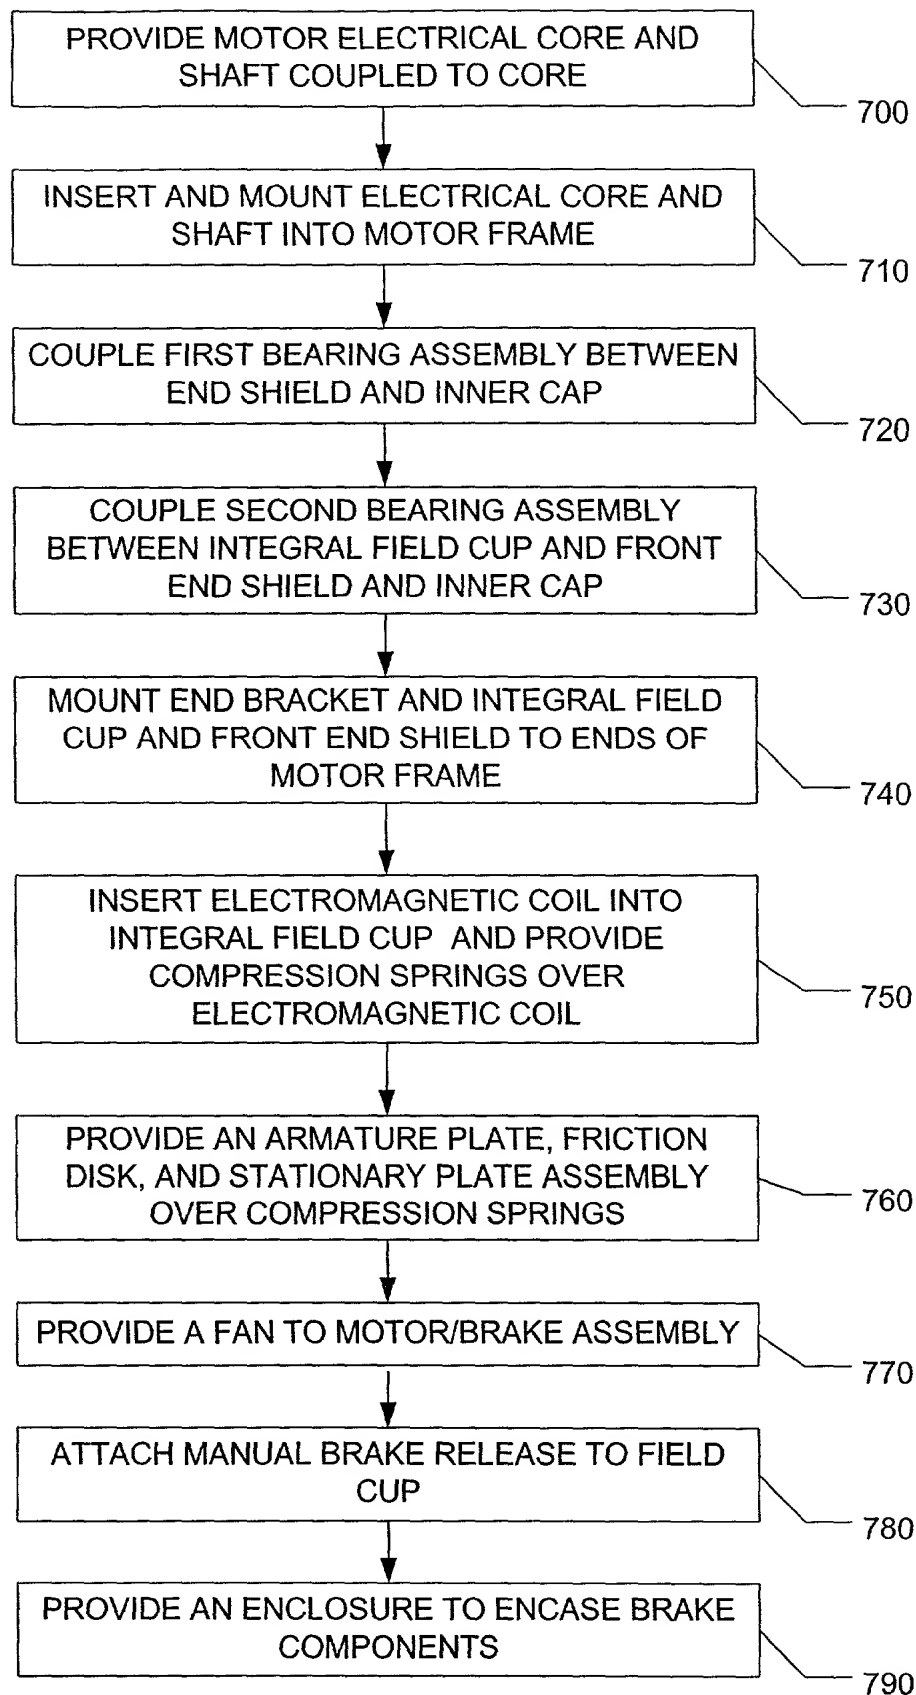 PROVIDE MOTOR ELECTRICAL CORE AND
SHAFT COUPLED TO CORE
700
INSERT AND MOUNT ELECTRICAL CORE AND
SHAFT INTO MOTOR FRAME
710
COUPLE FIRST BEARING ASSEMBLY BETWEEN
END SHIELD AND INNER CAP
720
COUPLE SECOND BEARING ASSEMBLY
BETWEEN INTEGRAL FIELD CUP AND FRONT
END SHIELD AND INNER CAP
730
MOUNT END BRACKET AND INTEGRAL FIELD
CUP AND FRONT END SHIELD TO ENDS OF
MOTOR FRAME
740
INSERT ELECTROMAGNETIC COIL INTO
INTEGRAL FIELD CUP AND PROVIDE
COMPRESSION SPRINGS OVER
ELECTROMAGNETIC COIL
750
PROVIDE AN ARMATURE PLATE, FRICTION
DISK, AND STATIONARY PLATE ASSEMBLY
OVER COMPRESSION SPRINGS
760
PROVIDE A FAN TO MOTOR/BRAKE ASSEMBLY
770
ATTACH MANUAL BRAKE RELEASE TO FIELD
CUP
780
PROVIDE AN ENCLOSURE TO ENCASE BRAKE
COMPONENTS
790